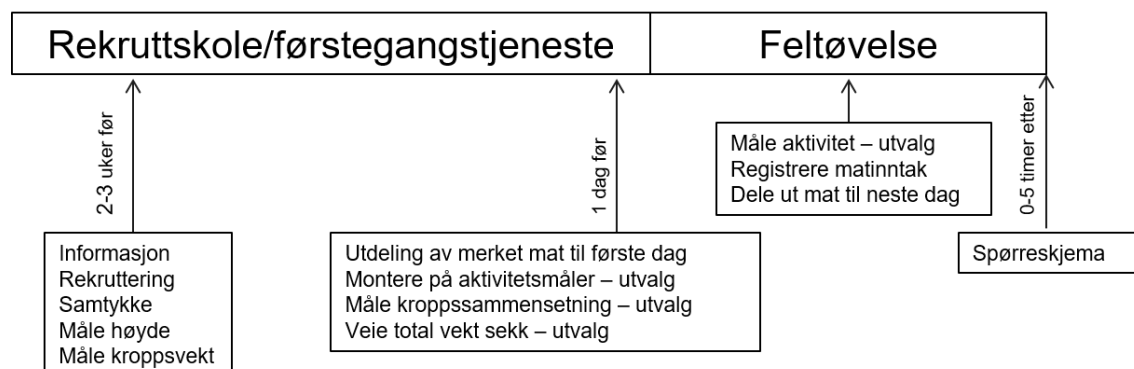 Rekruttskole/førstegangstjeneste
Feltøvelse
2-3 uker før
1 dag før
0-5 timer etter
Måle aktivitet – utvalg
Registrere matinntak
Dele ut mat til neste dag
Informasjon
Rekruttering
Samtykke
Måle høyde
Måle kroppsvekt
Utdeling av merket mat til første dag
Montere på aktivitetsmåler – utvalg
Måle kroppssammensetning – utvalg
Veie total vekt sekk – utvalg
Spørreskjema